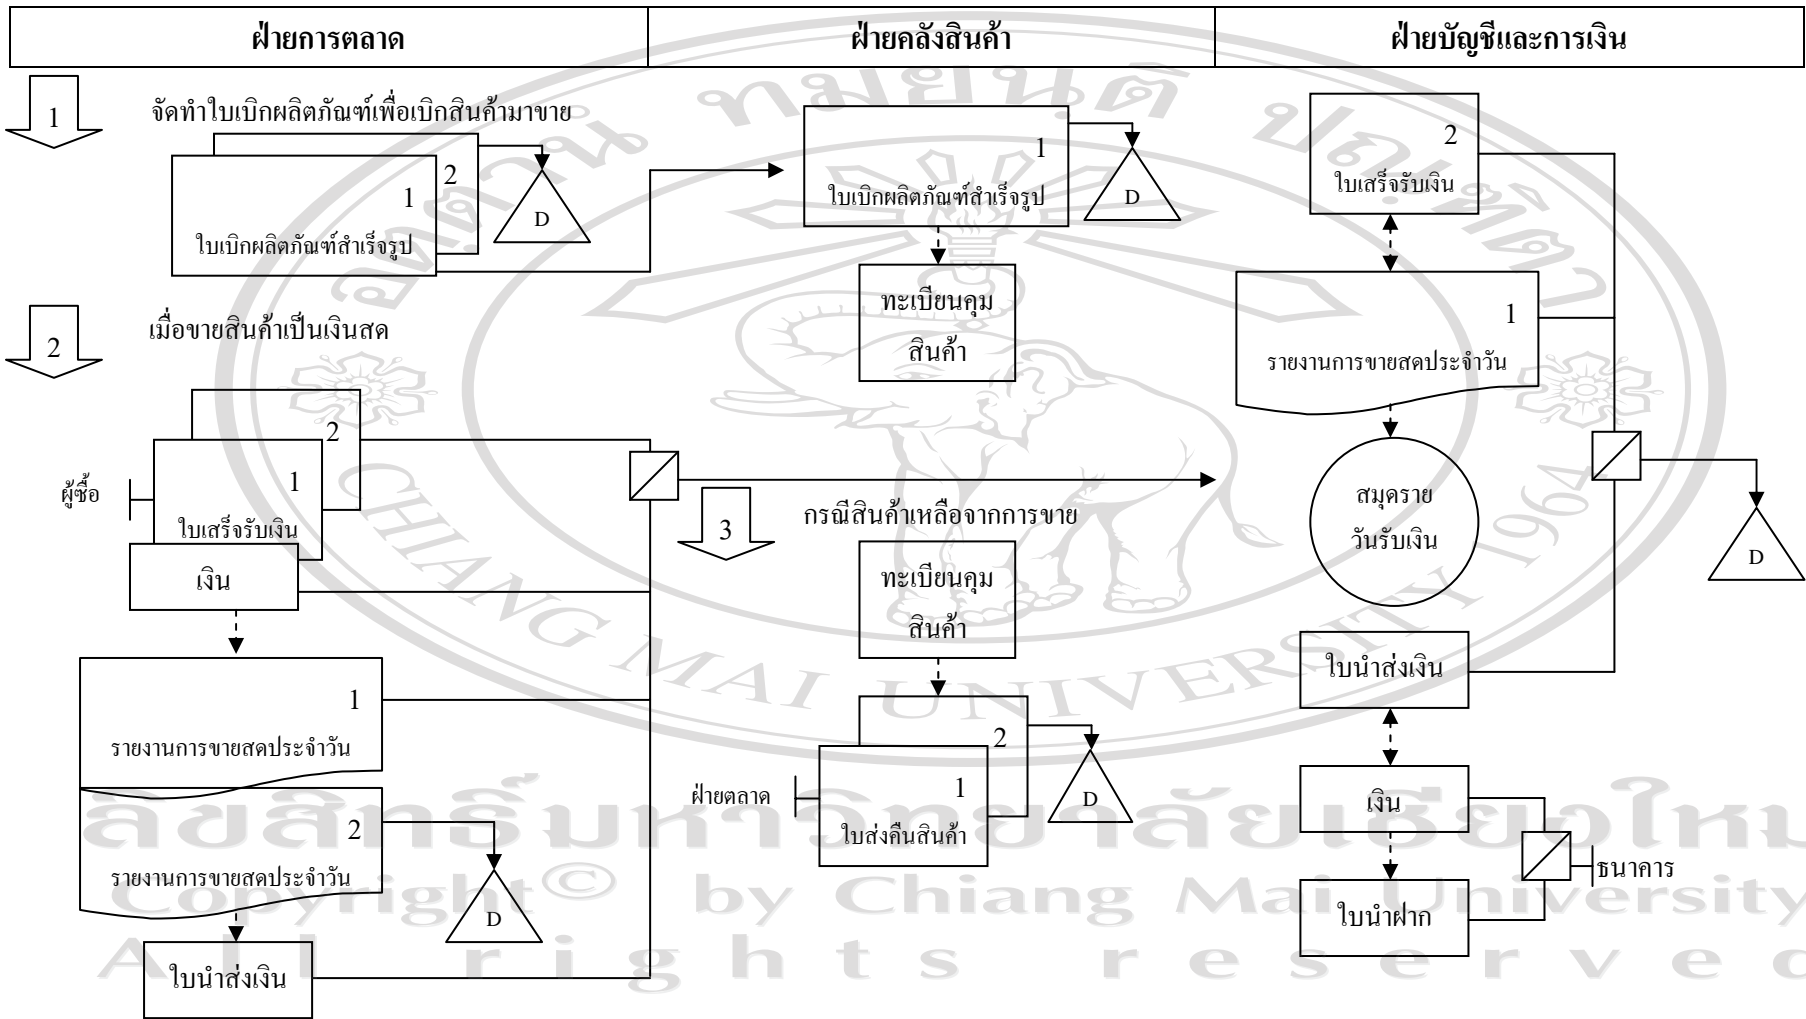 ฝ่ายการตลาด
ฝ่ายคลังสินค้า
ฝ่ายบัญชีและการเงิน
1
จัดทำใบเบิกผลิตภัณฑ์เพื่อเบิกสินค้ามาขาย
2
1
ใบเบิกผลิตภัณฑ์สำเร็จรูป
D
2
เมื่อขายสินค้าเป็นเงินสด
2
1
ผู้ซื้อ
ใบเสร็จรับเงิน
เงิน
1
รายงานการขายสดประจำวัน
2
รายงานการขายสดประจำวัน
D
ใบนำส่งเงิน
1
ใบเบิกผลิตภัณฑ์สำเร็จรูป
D
ทะเบียนคุม
สินค้า
3
กรณีสินค้าเหลือจากการขาย
ทะเบียนคุม
สินค้า
2
1
ฝ่ายตลาด
ใบส่งคืนสินค้า
D
2
ใบเสร็จรับเงิน
1
รายงานการขายสดประจำวัน
สมุดราย
วันรับเงิน
D
ใบนำส่งเงิน
เงิน
ธนาคาร
ใบนำฝาก
CHIANG MAI UNIVERSITY 1964
ลิขสิทธิ์มหาวิทยาลัยเชียงใหม
Copyright© by Chiang Mai University
All rights reserved